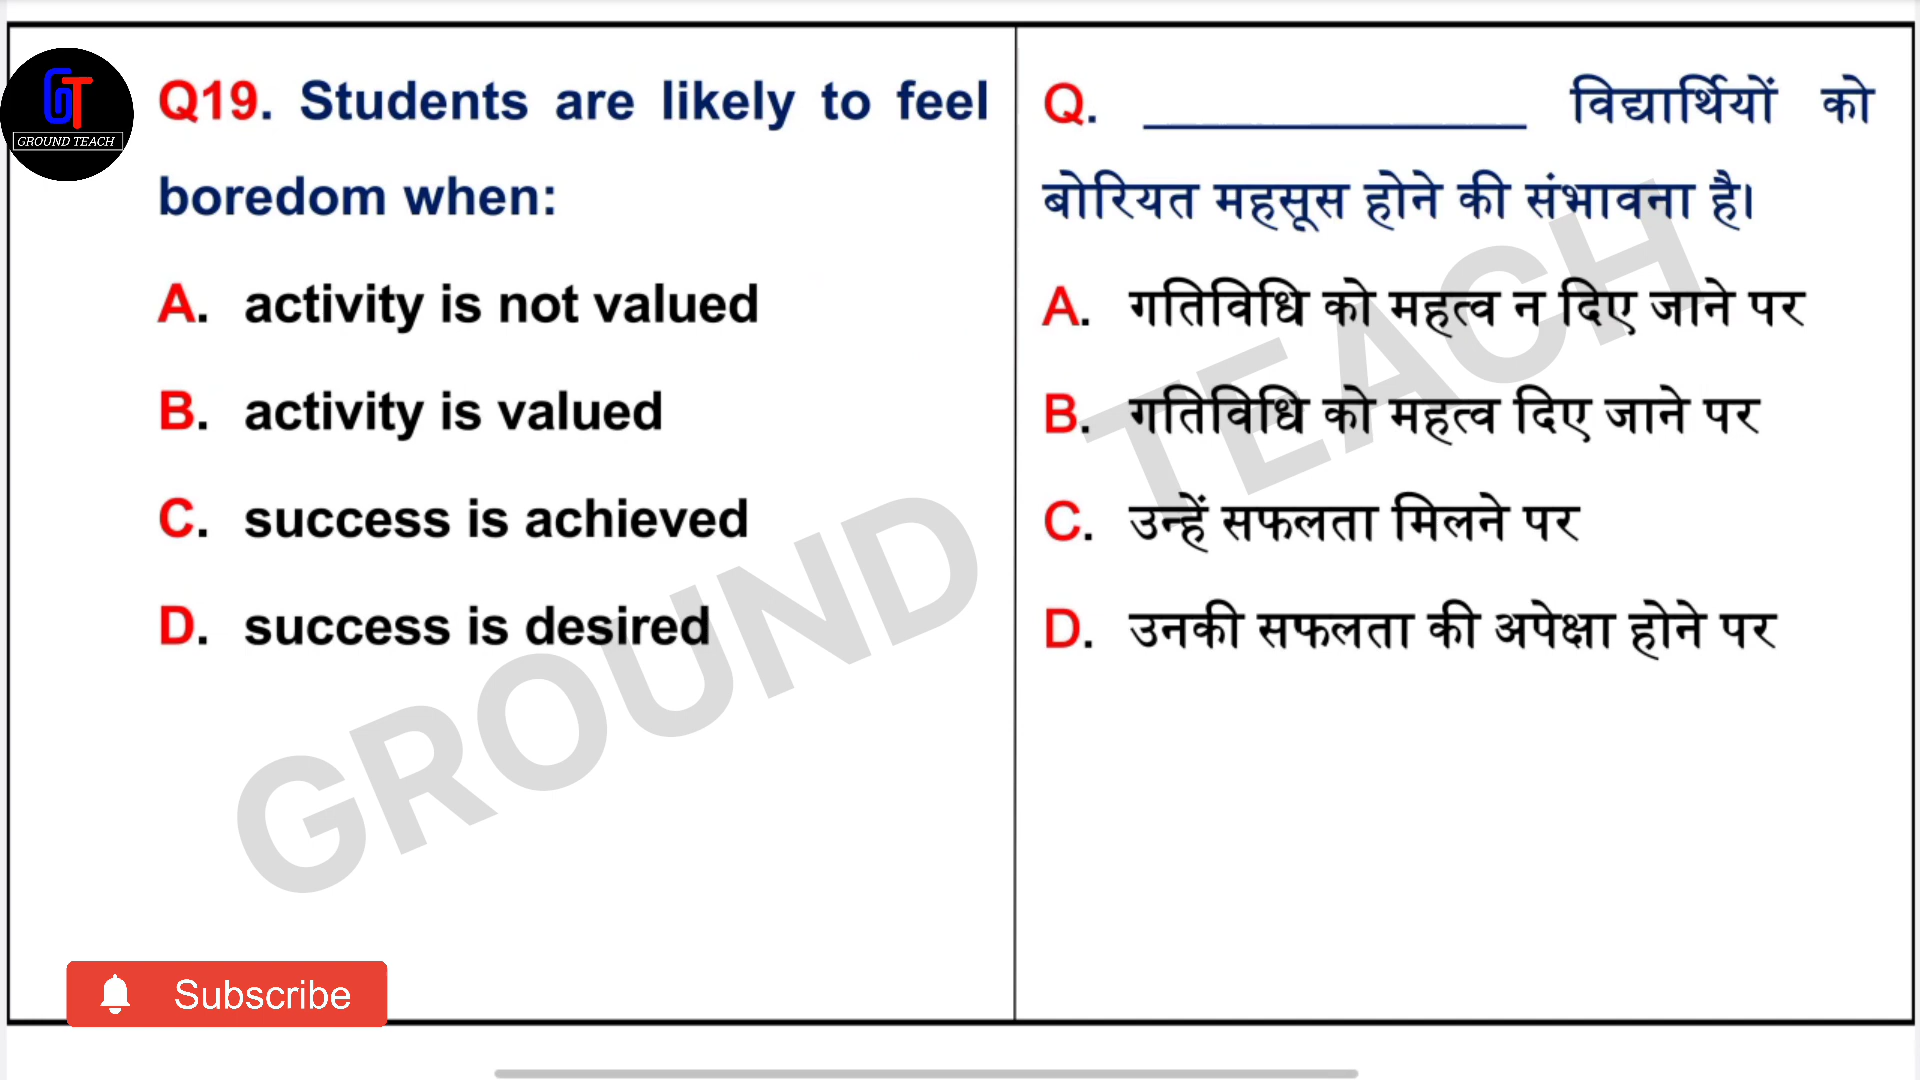 GT
GROUND TEACH
Q19. Students are likely to feel
boredom when:
A. activity is not valued
B. activity is valued
C. success is achieved
D. success is desired
Q. ______________ विद्यार्थियों को
बोरियत महसूस होने की संभावना है।
A. गतिविधि को महत्व न दिए जाने पर
B. गतिविधि को महत्व दिए जाने पर
C. उन्हें सफलता मिलने पर
D. उनकी सफलता की अपेक्षा होने पर
GROUND TEACH
Subscribe